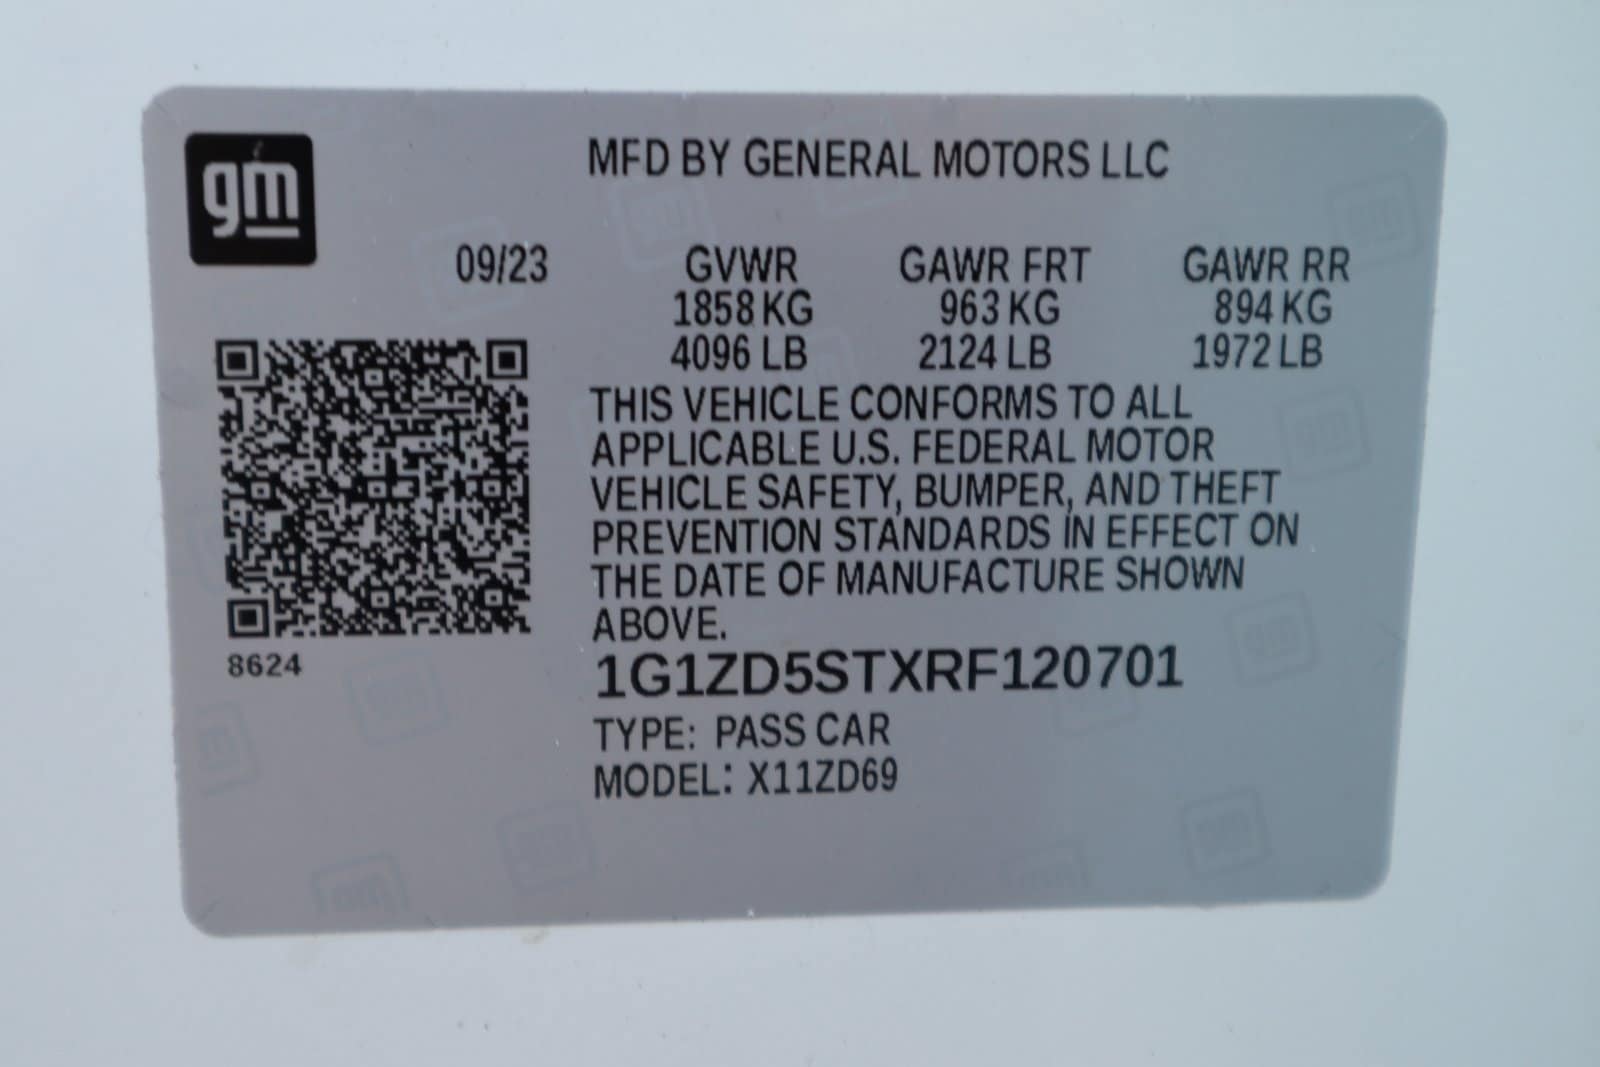 gm
MFD BY GENERAL MOTORS LLC
09/23 GVWR GAWR FRT GAWR RR
1858 KG 963 KG 894 KG
4096 LB 2124 LB 1972 LB
THIS VEHICLE CONFORMS TO ALL
APPLICABLE U.S. FEDERAL MOTOR
VEHICLE SAFETY, BUMPER, AND THEFT
PREVENTION STANDARDS IN EFFECT ON
THE DATE OF MANUFACTURE SHOWN
ABOVE.
8624
1G1ZD5STXRF120701
TYPE: PASS CAR
MODEL: X11ZD69